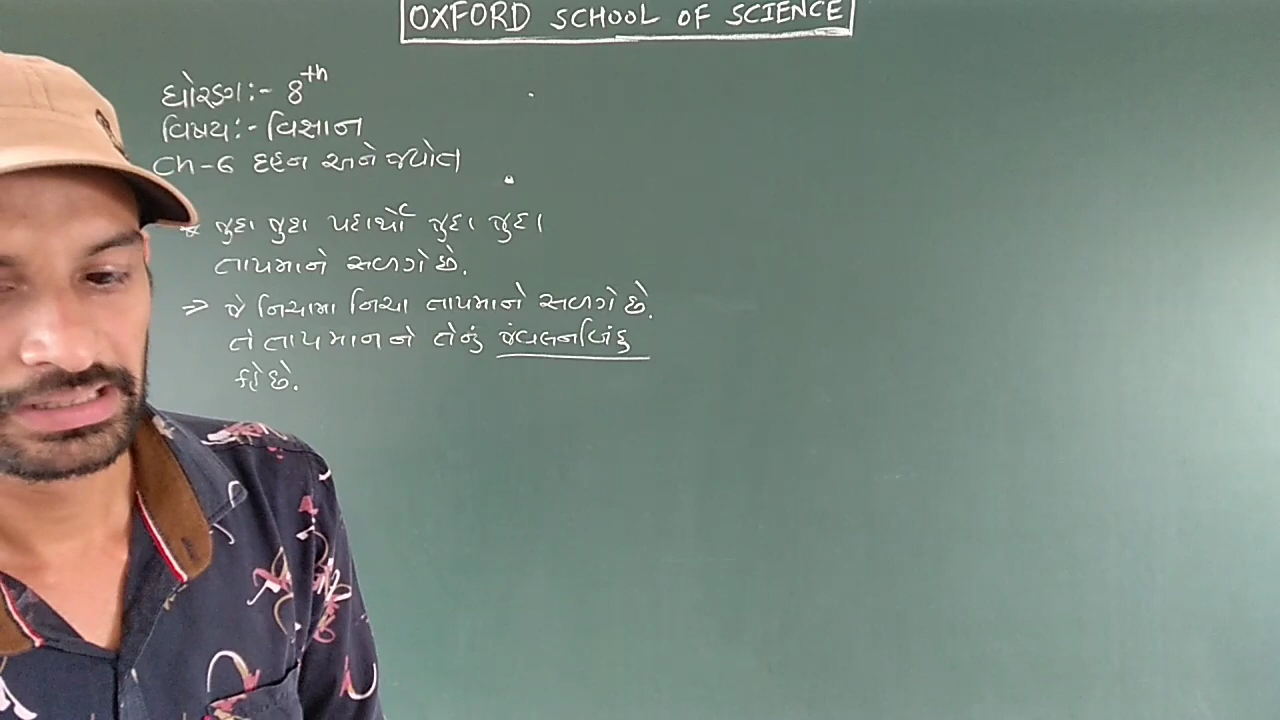 OXFORD SCHOOL OF SCIENCE
ધોરણ:- 8th
વિષય:- વિજ્ઞાન
Ch-6 દહન અને જ્યોત
* જુદા જુદા પદાર્થો જુદા જુદા
તાપમાને સળગે છે.
⇒ જે નિચામા નિચા તાપમાને સળગે છે.
તે તાપમાનને તેનું જ્વલનબિંદુ
કહે છે.